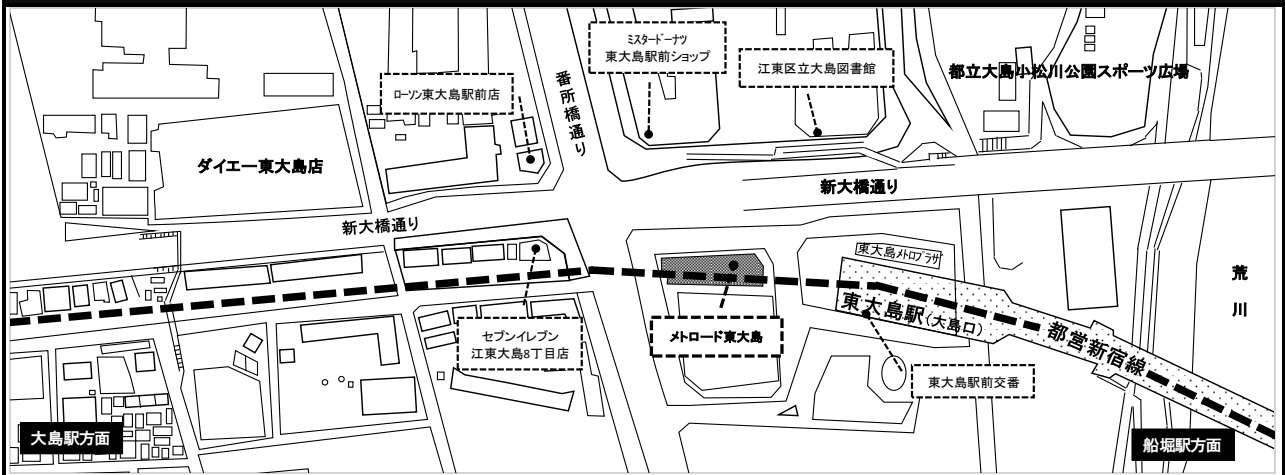 ミスタードーナツ
東大島駅前ショップ
江東区立大島図書館
都立大島小松川公園スポーツ広場
ローソン東大島駅前店
番所橋通り
ダイエー東大島店
新大橋通り
新大橋通り
東大島メトロプラザ
荒川
東大島駅(大島口)
都営新宿線
セブンイレブン
江東大島8丁目店
メトロード東大島
東大島駅前交番
大島駅方面
船堀駅方面